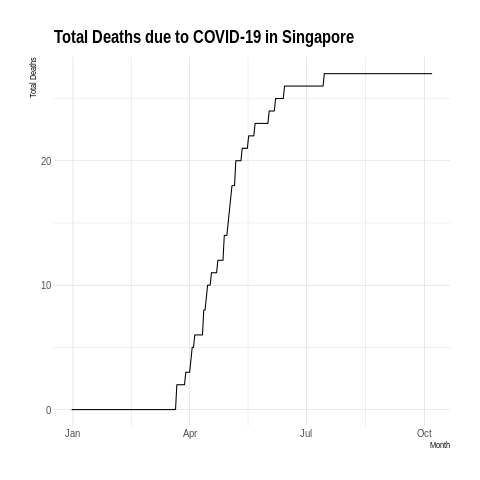 Total Deaths due to COVID-19 in Singapore
Total Deaths
20
10
0
Jan Apr Jul Oct
Month